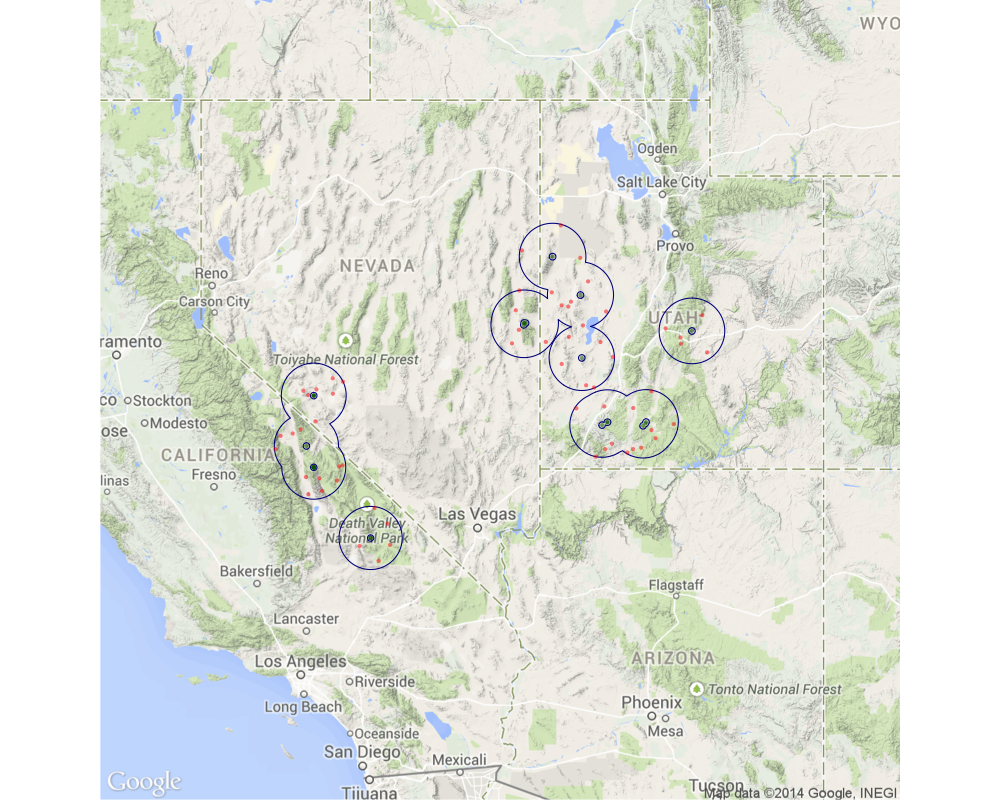 WYO
Ogden
Salt Lake City
Provo
NEVADA
Reno
Carson City
UTAH
ramento
Toiyabe National Forest
co
Stockton
ose
Modesto
CALIFORNIA
Fresno
linas
Las Vegas
Death Valley
National Park
Bakersfield
Flagstaff
Lancaster
Los Angeles
Riverside
ARIZONA
Tonto National Forest
Long Beach
Phoenix
Mesa
Oceanside
San Diego
Mexicali
Google
Tijuana
Tucson
Map data ©2014 Google, INEGI